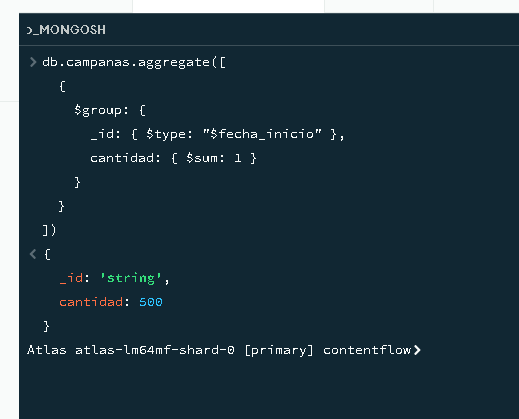 >_MONGOSH
> db.campanas.aggregate([
{
$group: {
_id: { $type: "$fecha_inicio" },
cantidad: { $sum: 1 }
}
}
])
< {
_id: 'string',
cantidad: 500
}
Atlas atlas-lm64mf-shard-0 [primary] contentflow>